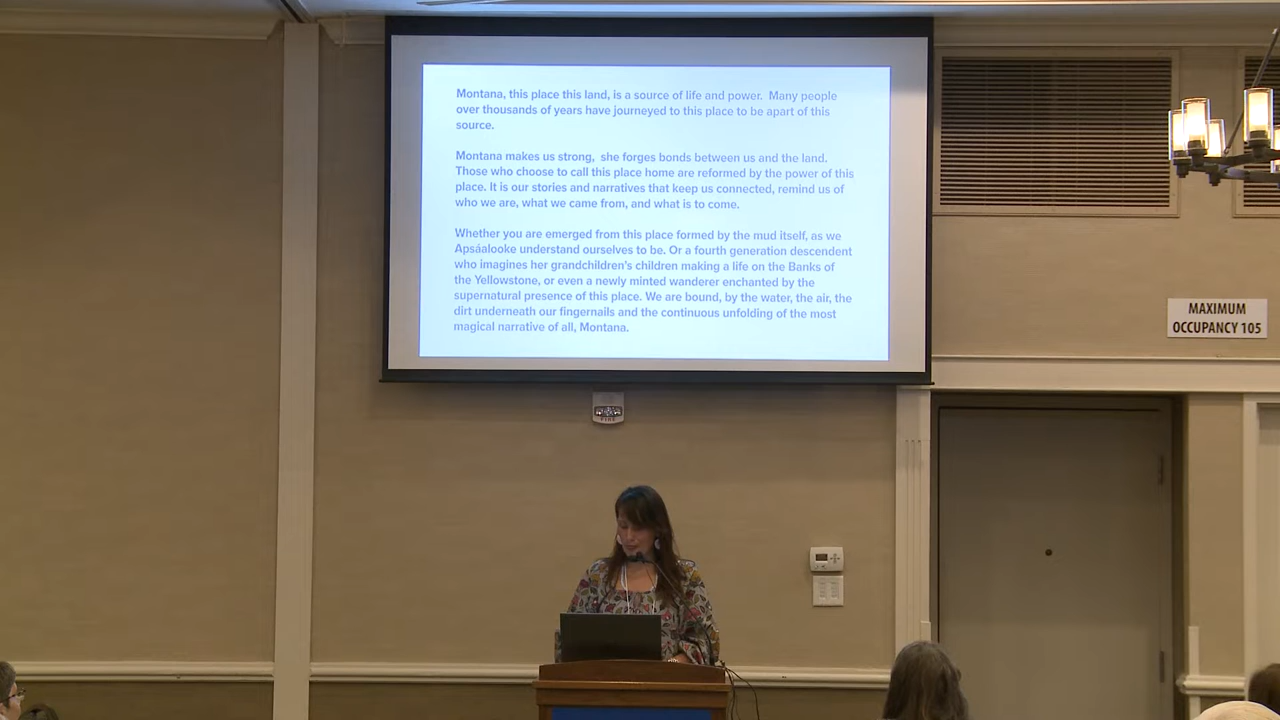 Montana, this place this land, is a source of life and power. Many people
over thousands of years have journeyed to this place to be apart of this
source.
Montana makes us strong, she forges bonds between us and the land.
Those who choose to call this place home are reformed by the power of this
place. It is our stories and narratives that keep us connected, remind us of
who we are, what we came from, and what is to come.
Whether you are emerged from this place formed by the mud itself, as we
Apsáalooke understand ourselves to be. Or a fourth generation descendent
who imagines her grandchildren's children making a life on the Banks of
the Yellowstone, or even a newly minted wanderer enchanted by the
supernatural presence of this place. We are bound, by the water, the air, the
dirt underneath our fingernails and the continuous unfolding of the most
magical narrative of all, Montana.
MAXIMUM
OCCUPANCY 105
FIRE